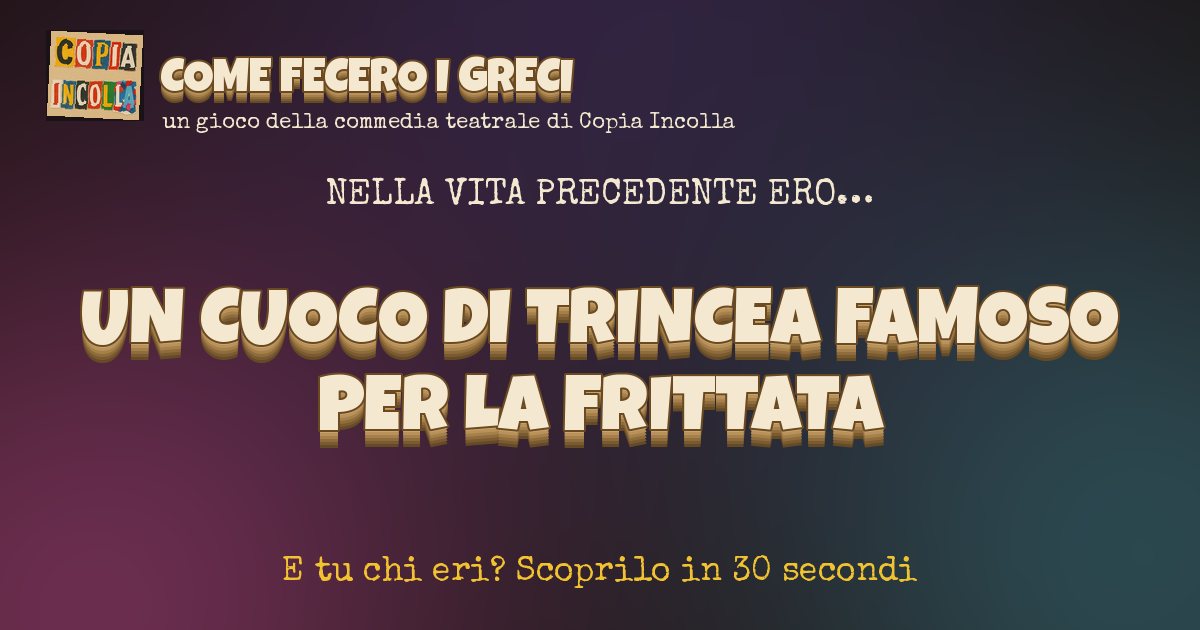 COPIA
INCOLLA
COME FECERO I GRECI
un gioco della commedia teatrale di Copia Incolla
NELLA VITA PRECEDENTE ERO...
UN CUOCO DI TRINCEA FAMOSO
PER LA FRITTATA
E tu chi eri? Scoprilo in 30 secondi